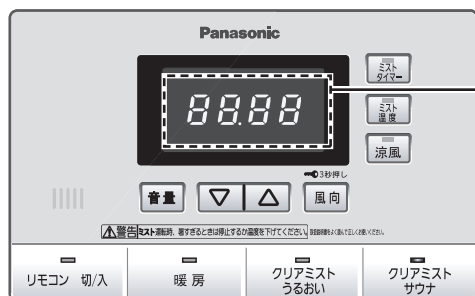 Panasonic
88.88
ミスト
タイマー
ミスト
温度
涼風
3秒押し
音量
風向
警告 ミスト運転時、暑すぎるときは停止するか温度を下げてください。
リモコン 切/入
暖房
クリアミスト
うるおい
クリアミスト
サウナ